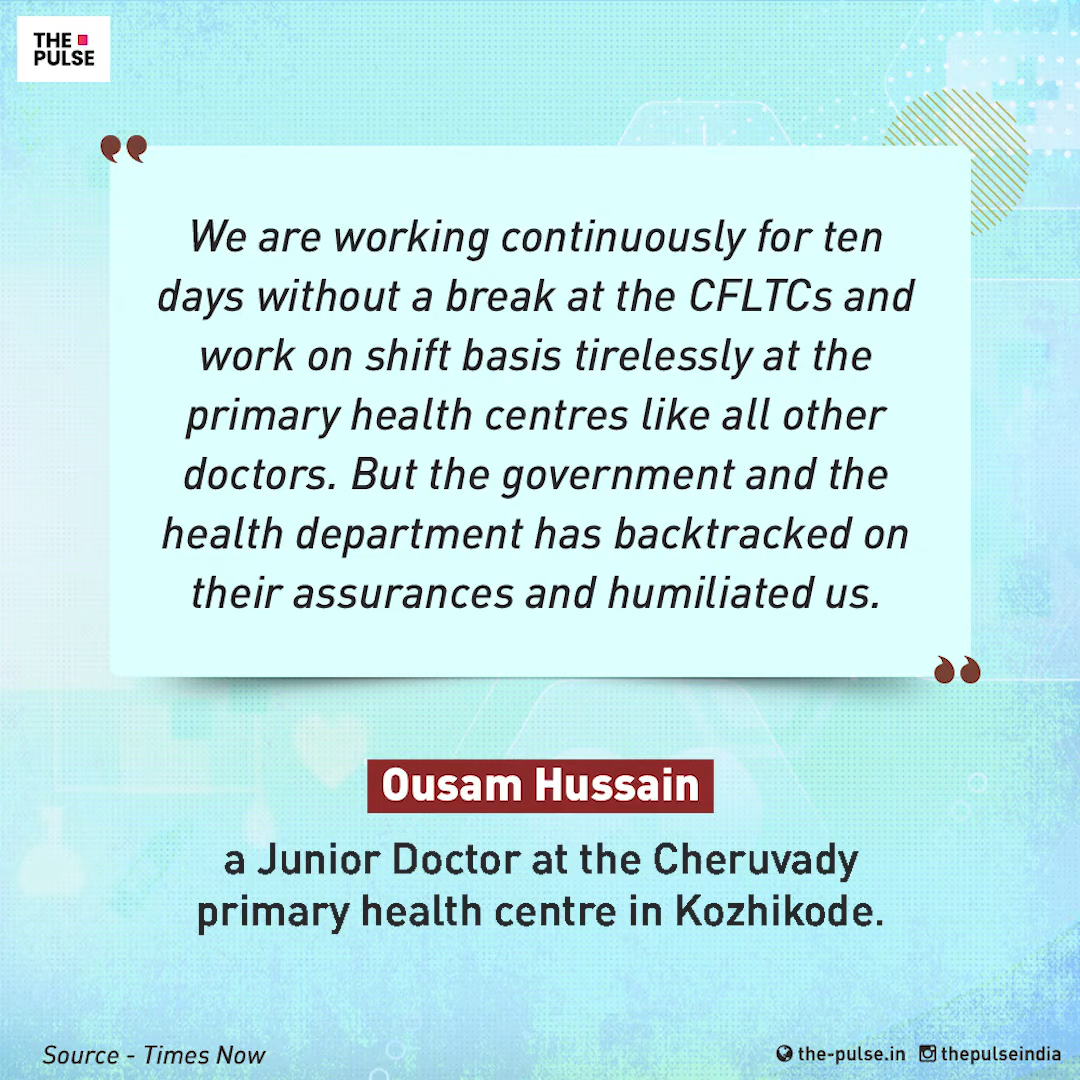 THE
PULSE
We are working continuously for ten
days without a break at the CFLTCs and
work on shift basis tirelessly at the
primary health centres like all other
doctors. But the government and the
health department has backtracked on
their assurances and humiliated us.
Ousam Hussain
a Junior Doctor at the Cheruvady
primary health centre in Kozhikode.
Source - Times Now
the-pulse.in thepulseindia